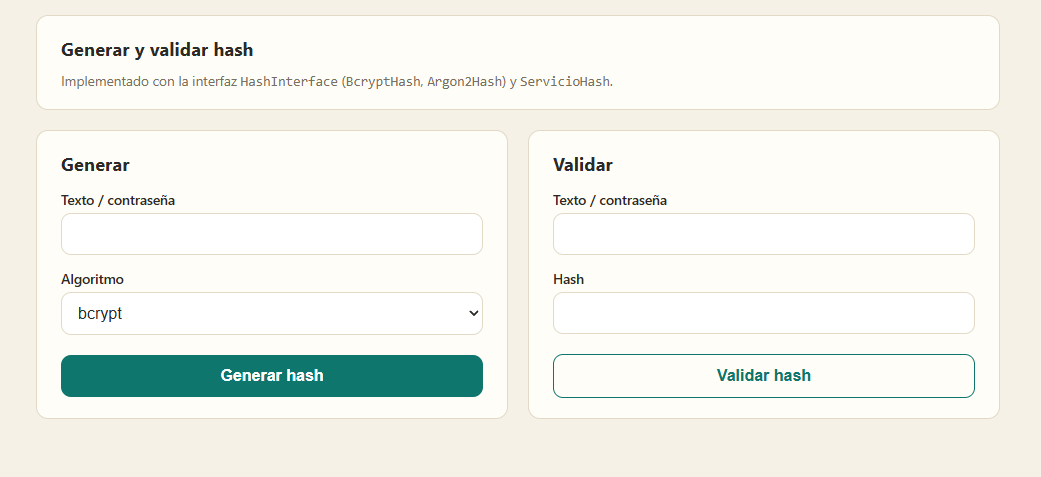 Generar y validar hash
Implementado con la interfaz HashInterface (BcryptHash, Argon2Hash) y ServicioHash.
Generar
Texto / contraseña
Algoritmo
bcrypt
Generar hash
Validar
Texto / contraseña
Hash
Validar hash